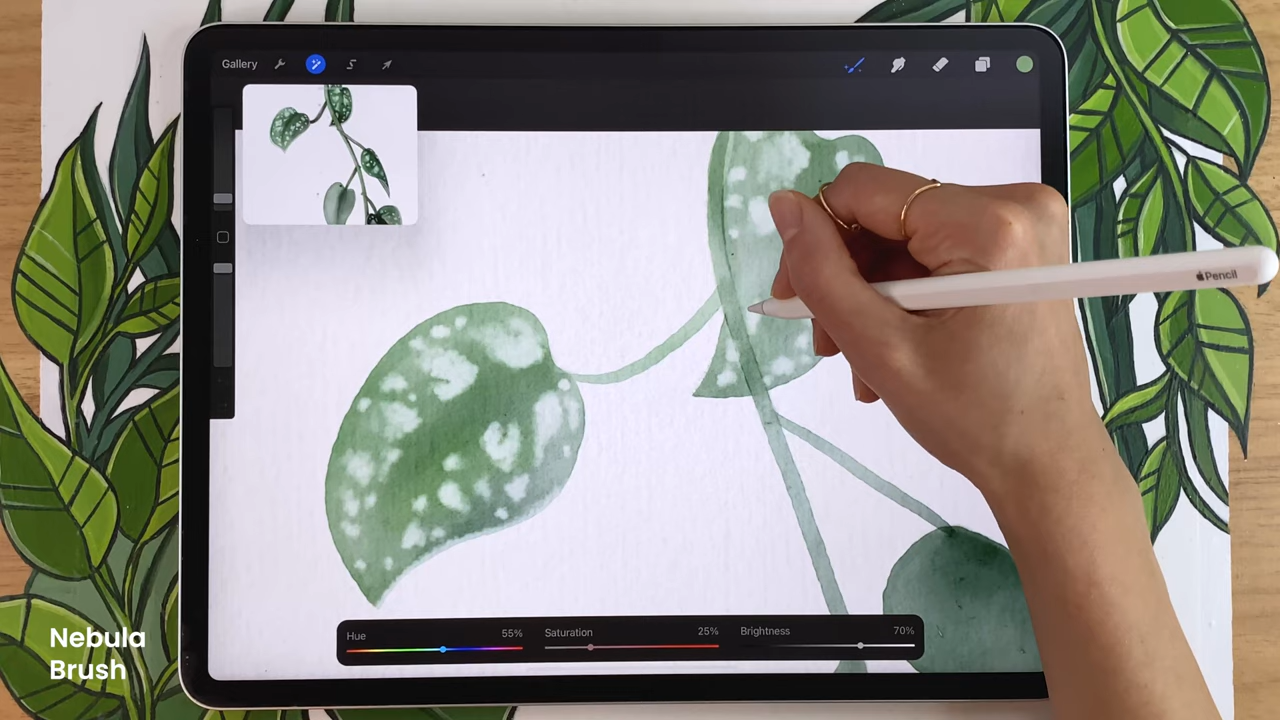 Gallery
Pencil
Hue 55% Saturation 25% Brightness 70%
Nebula
Brush